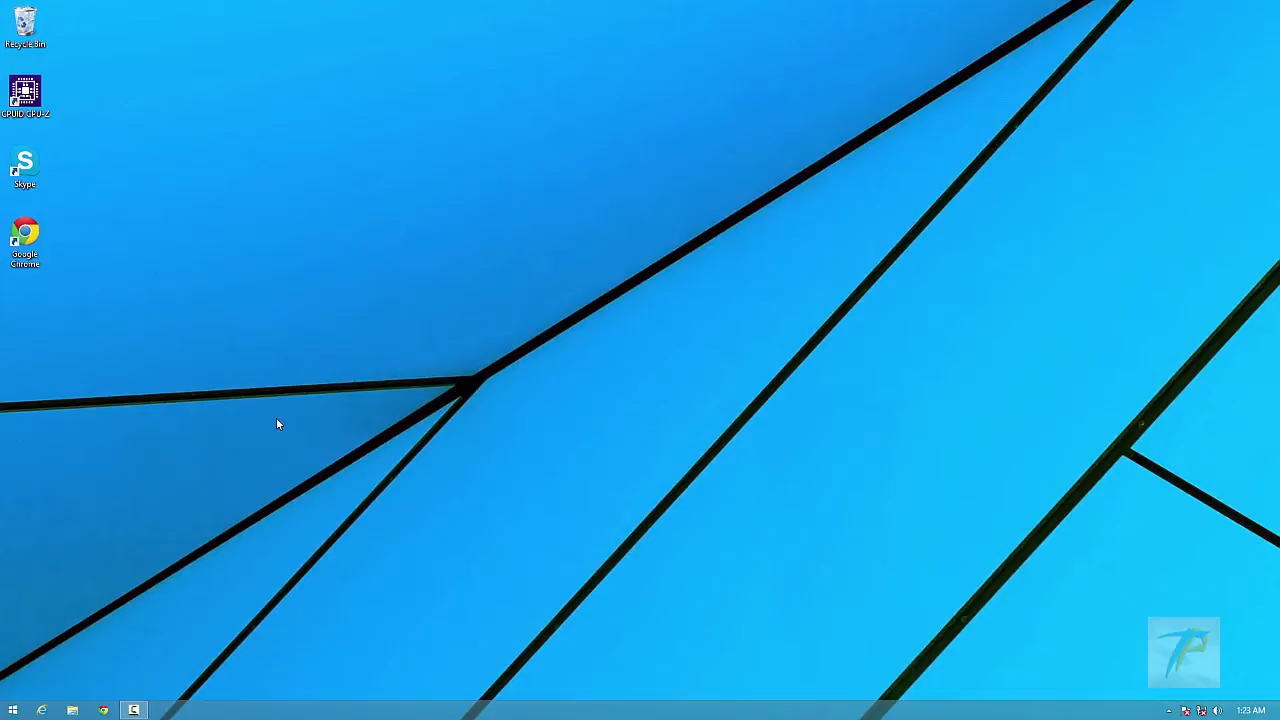 Recycle Bin
CPUID CPU-Z
Skype
Google
Chrome
1:23 AM